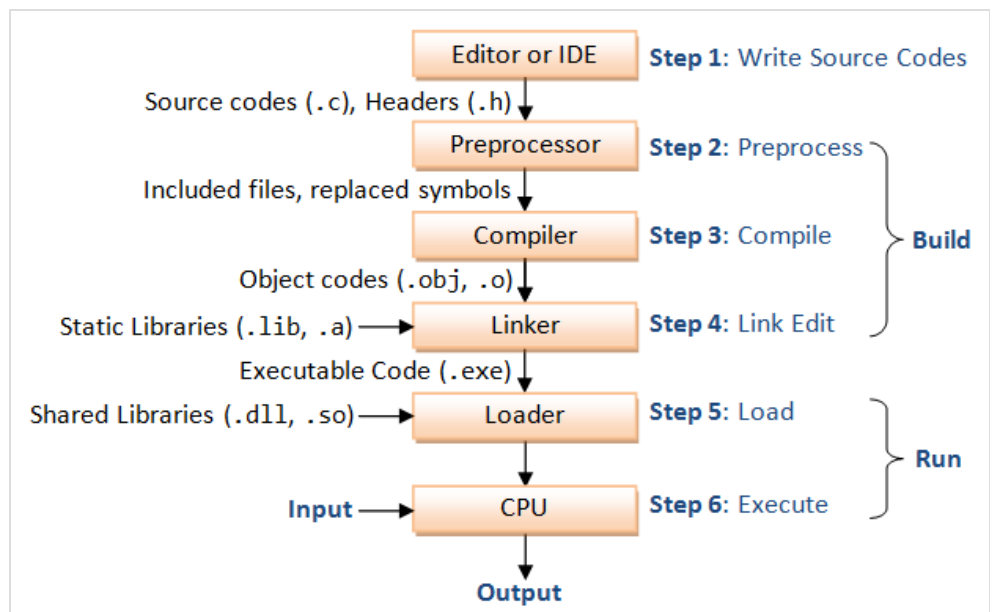 Editor or IDE
Step 1: Write Source Codes
Source codes (.c), Headers (.h)
Preprocessor
Step 2: Preprocess
Included files, replaced symbols
Compiler
Step 3: Compile
Build
Object codes (.obj, .o)
Static Libraries (.lib, .a)
Linker
Step 4: Link Edit
Executable Code (.exe)
Shared Libraries (.dll, .so)
Loader
Step 5: Load
Run
Input
CPU
Step 6: Execute
Output